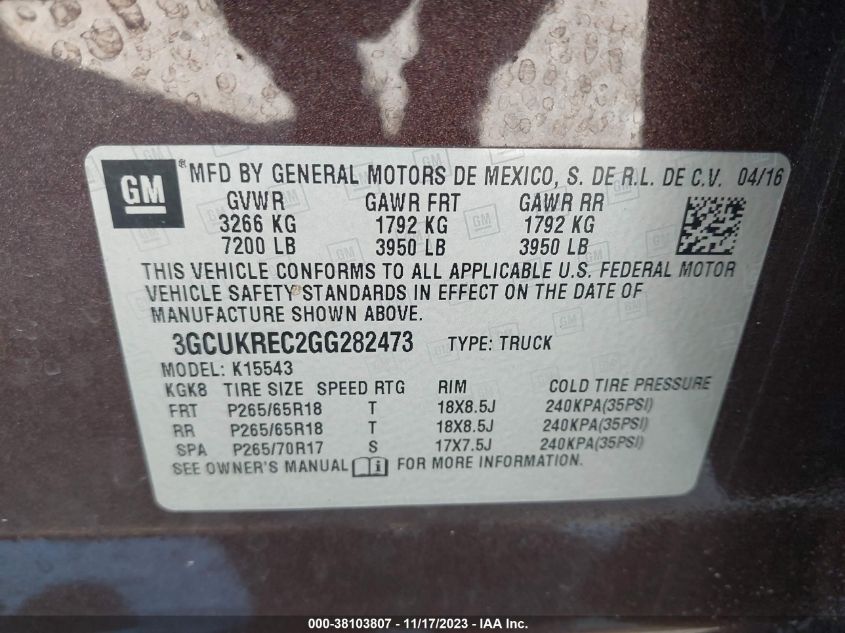 GM ® MFD BY GENERAL MOTORS DE MEXICO, S. DE R.L. DE C.V. 04/16
GVWR GAWR FRT GAWR RR
3266 KG 1792 KG 1792 KG
7200 LB 3950 LB 3950 LB
THIS VEHICLE CONFORMS TO ALL APPLICABLE U.S. FEDERAL MOTOR
VEHICLE SAFETY STANDARDS IN EFFECT ON THE DATE OF
MANUFACTURE SHOWN ABOVE.
3GCUKREC2GG282473 TYPE: TRUCK
MODEL: K15543
KGK8 TIRE SIZE SPEED RTG RIM COLD TIRE PRESSURE
FRT P265/65R18 T 18X8.5J 240KPA(35PSI)
RR P265/65R18 T 18X8.5J 240KPA(35PSI)
SPA P265/70R17 S 17X7.5J 240KPA(35PSI)
SEE OWNER'S MANUAL FOR MORE INFORMATION.
000-38103807 - 11/17/2023 - IAA Inc.